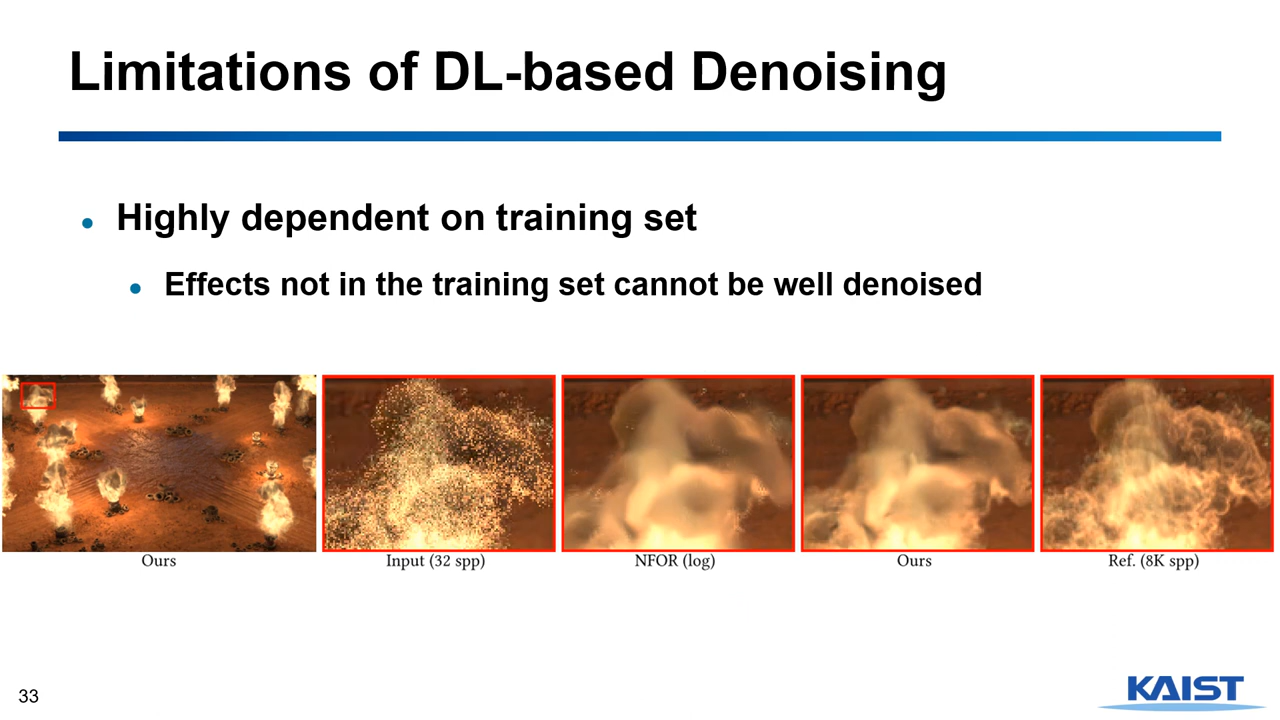 Limitations of DL-based Denoising
● Highly dependent on training set
● Effects not in the training set cannot be well denoised
Ours
Input (32 spp)
NFOR (log)
Ours
Ref. (8K spp)
33
KAIST